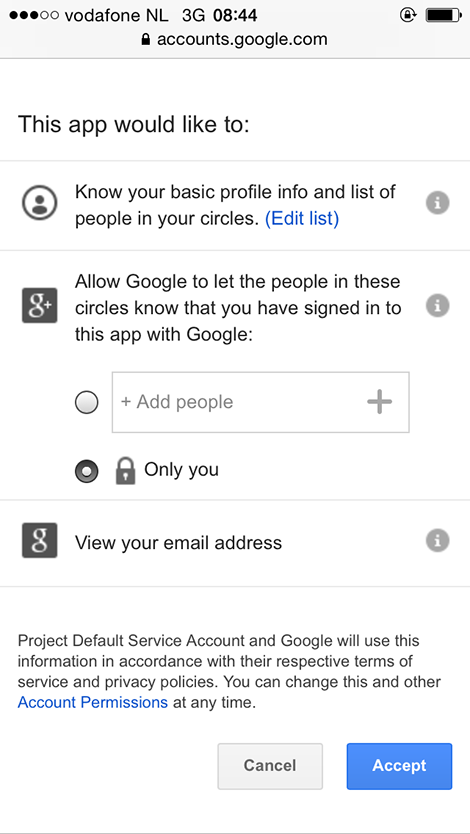 vodafone NL 3G 08:44
accounts.google.com
This app would like to:
Know your basic profile info and list of
people in your circles. (Edit list)
g+
Allow Google to let the people in these
circles know that you have signed in to
this app with Google:
+ Add people
Only you
g
View your email address
Project Default Service Account and Google will use this
information in accordance with their respective terms of
service and privacy policies. You can change this and other
Account Permissions at any time.
Cancel Accept